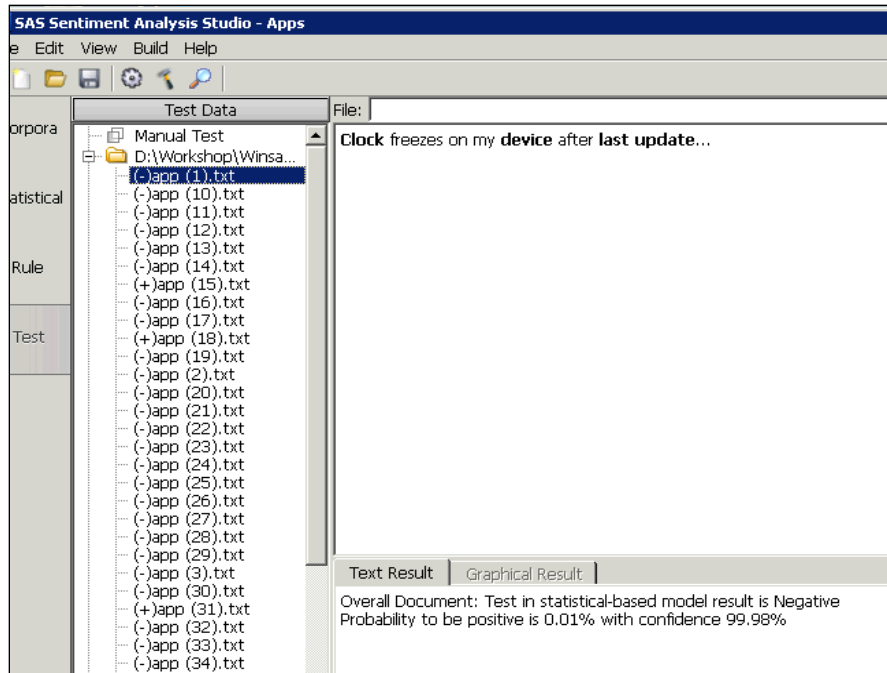 SAS Sentiment Analysis Studio - Apps
e Edit View Build Help
Test Data
File:
orpora
atistical
Rule
Test
Manual Test
D:\Workshop\Winsa...
(-)app (1).txt
(-)app (10).txt
(-)app (11).txt
(-)app (12).txt
(-)app (13).txt
(-)app (14).txt
(+)app (15).txt
(-)app (16).txt
(-)app (17).txt
(+)app (18).txt
(-)app (19).txt
(-)app (2).txt
(-)app (20).txt
(-)app (21).txt
(-)app (22).txt
(-)app (23).txt
(-)app (24).txt
(-)app (25).txt
(-)app (26).txt
(-)app (27).txt
(-)app (28).txt
(-)app (29).txt
(-)app (3).txt
(-)app (30).txt
(+)app (31).txt
(-)app (32).txt
(-)app (33).txt
(-)app (34).txt
Clock freezes on my device after last update...
Text Result
Graphical Result
Overall Document: Test in statistical-based model result is Negative
Probability to be positive is 0.01% with confidence 99.98%